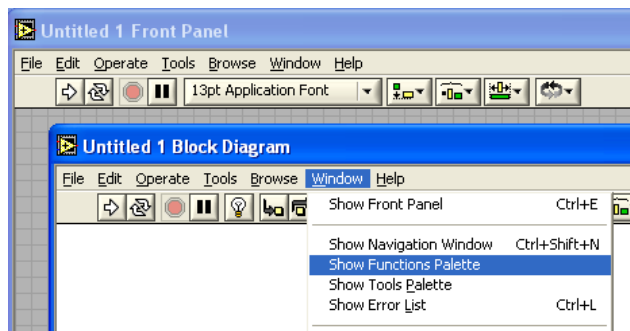 Untitled 1 Front Panel
File Edit Operate Tools Browse Window Help
13pt Application Font
Untitled 1 Block Diagram
File Edit Operate Tools Browse Window Help
Show Front Panel Ctrl+E
Show Navigation Window Ctrl+Shift+N
Show Functions Palette
Show Tools Palette
Show Error List Ctrl+L